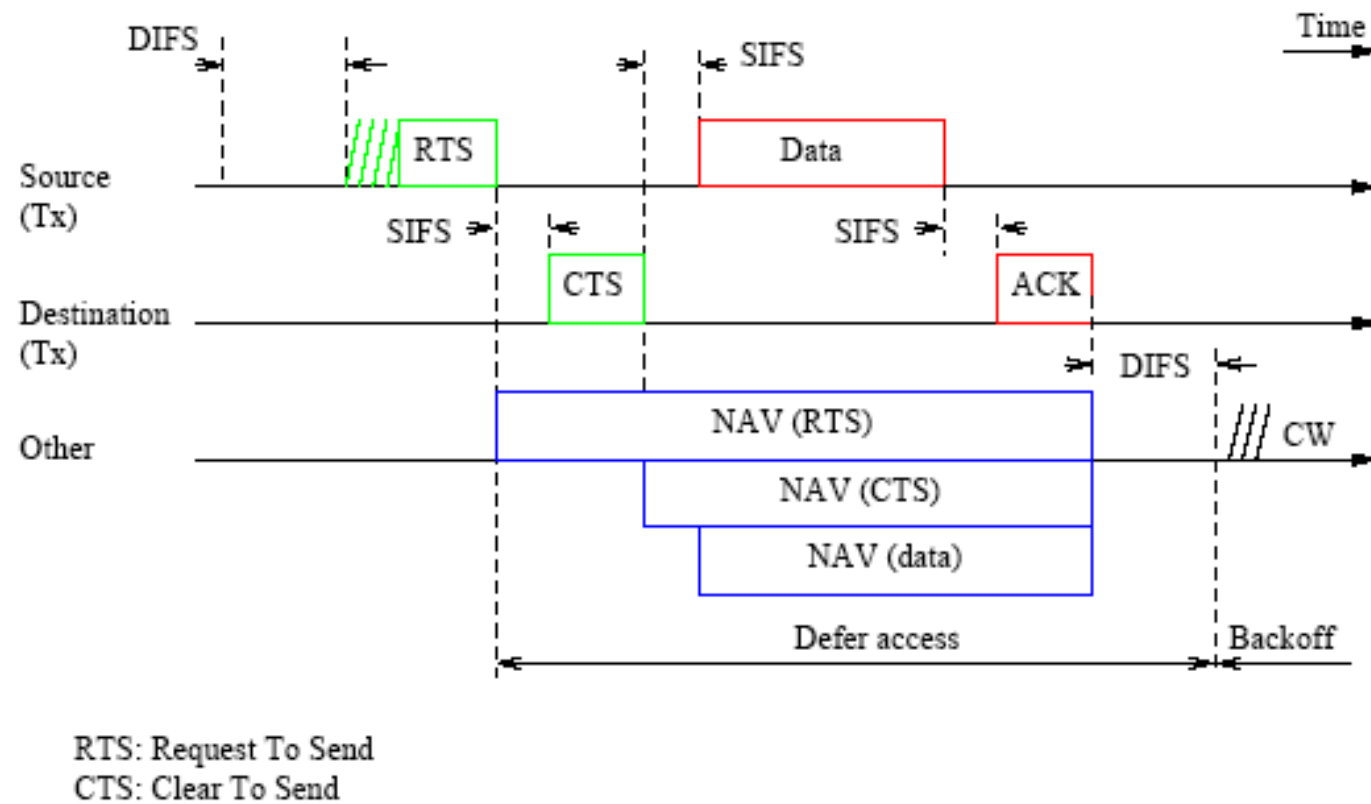 Time
DIFS
SIFS
RTS
Data
Source
(Tx)
SIFS
SIFS
CTS
ACK
Destination
(Tx)
DIFS
NAV (RTS)
Other
CW
NAV (CTS)
NAV (data)
Defer access
Backoff
RTS: Request To Send
CTS: Clear To Send